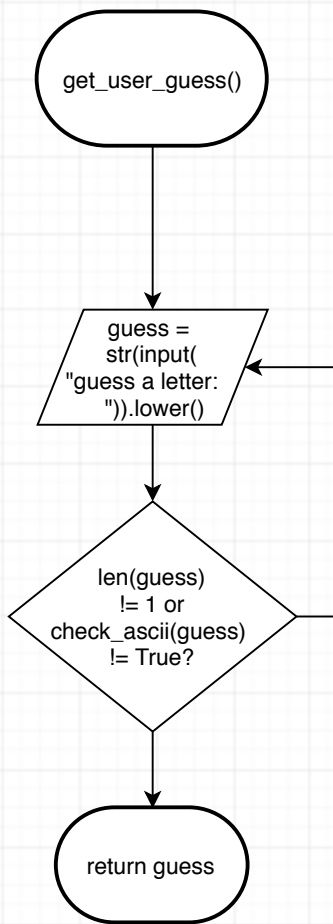 get_user_guess()
guess =
str(input(
"guess a letter:
")).lower()
len(guess)
!= 1 or
check_ascii(guess)
!= True?
return guess